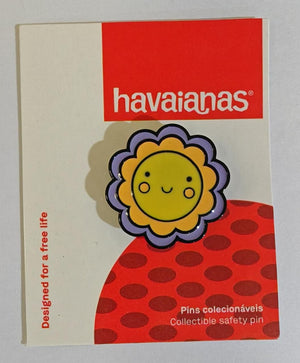 havaianas®
Designed for a free life
Pins colecionáveis
Collectible safety pin